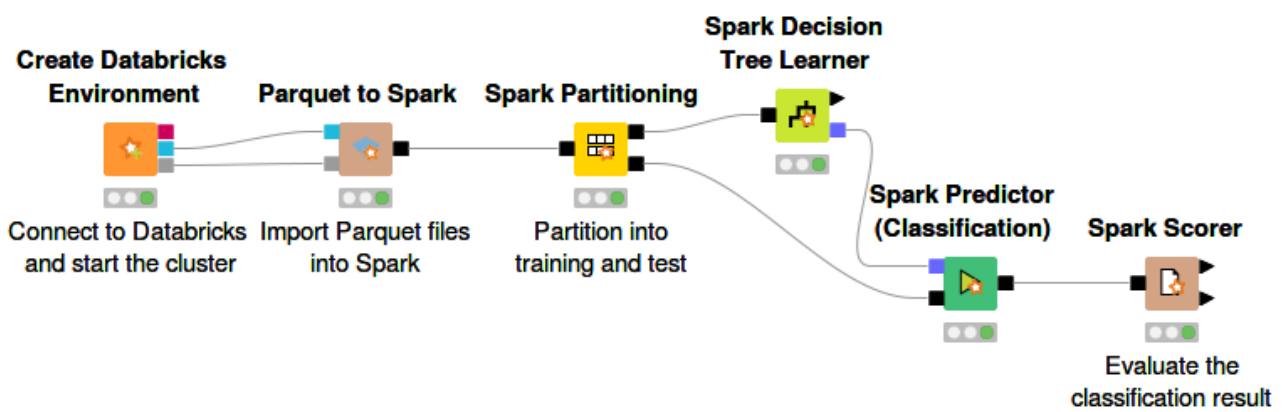 Create Databricks
Environment
Connect to Databricks
and start the cluster
Parquet to Spark
Import Parquet files
into Spark
Spark Partitioning
Partition into
training and test
Spark Decision
Tree Learner
Spark Predictor
(Classification)
Spark Scorer
Evaluate the
classification result